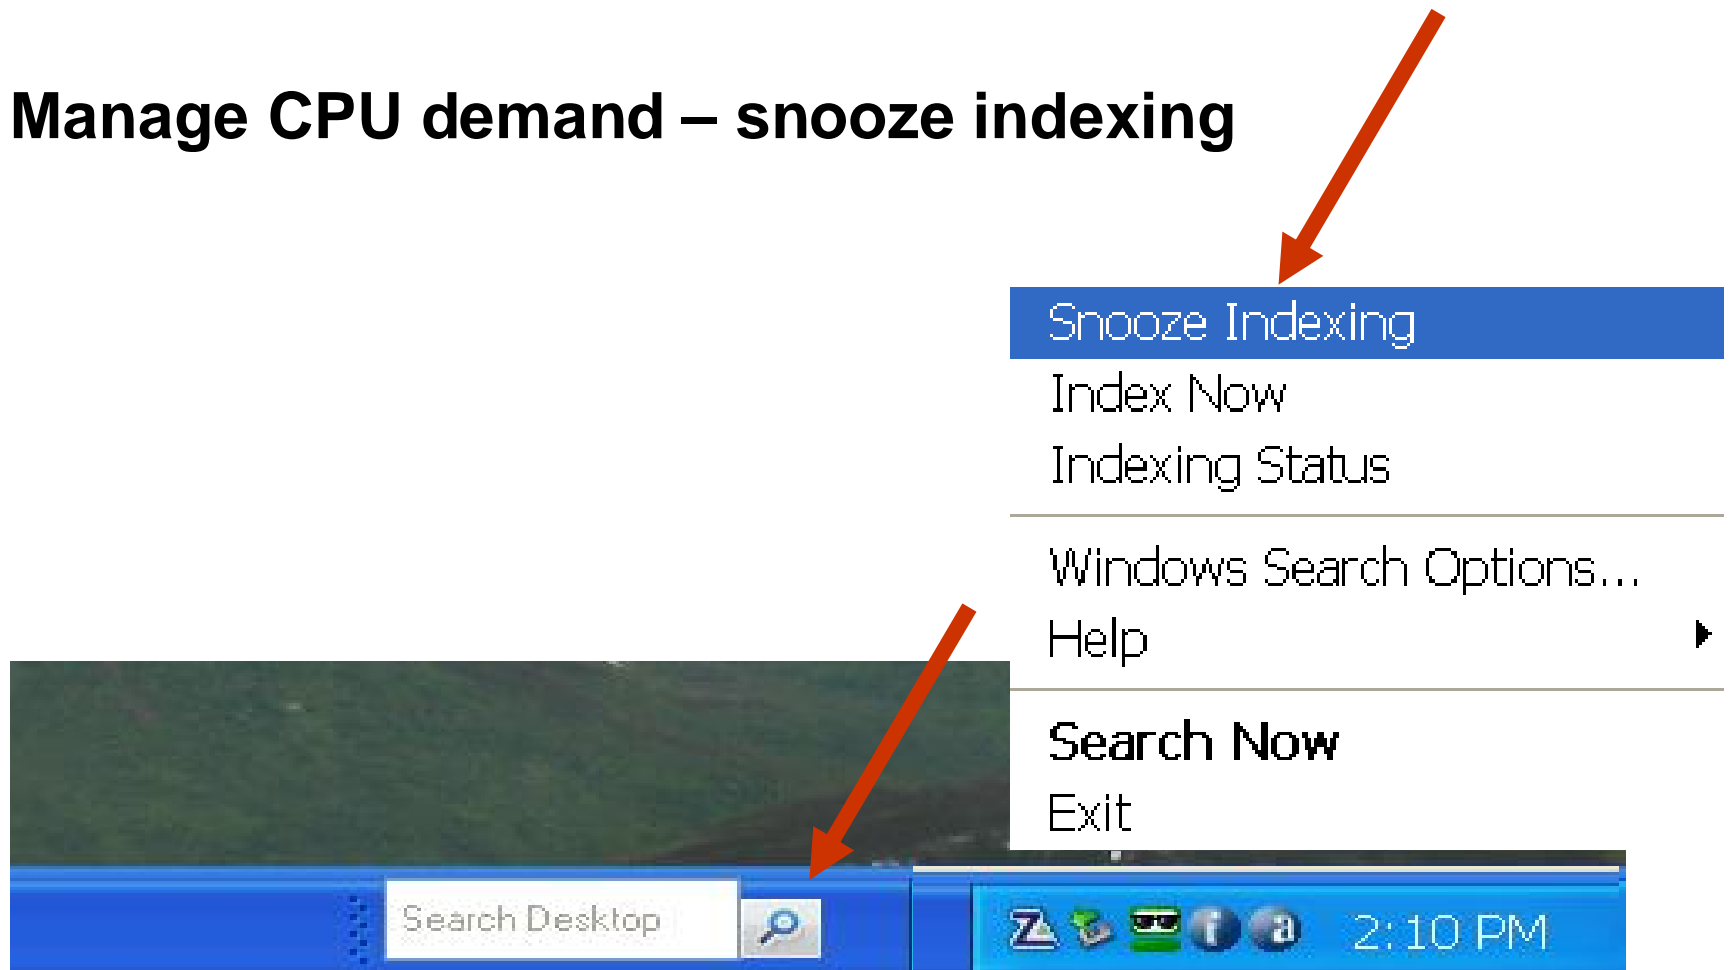 Manage CPU demand – snooze indexing
Snooze Indexing
Index Now
Indexing Status
Windows Search Options...
Help
Search Now
Exit
Search Desktop
Z i a 2:10 PM